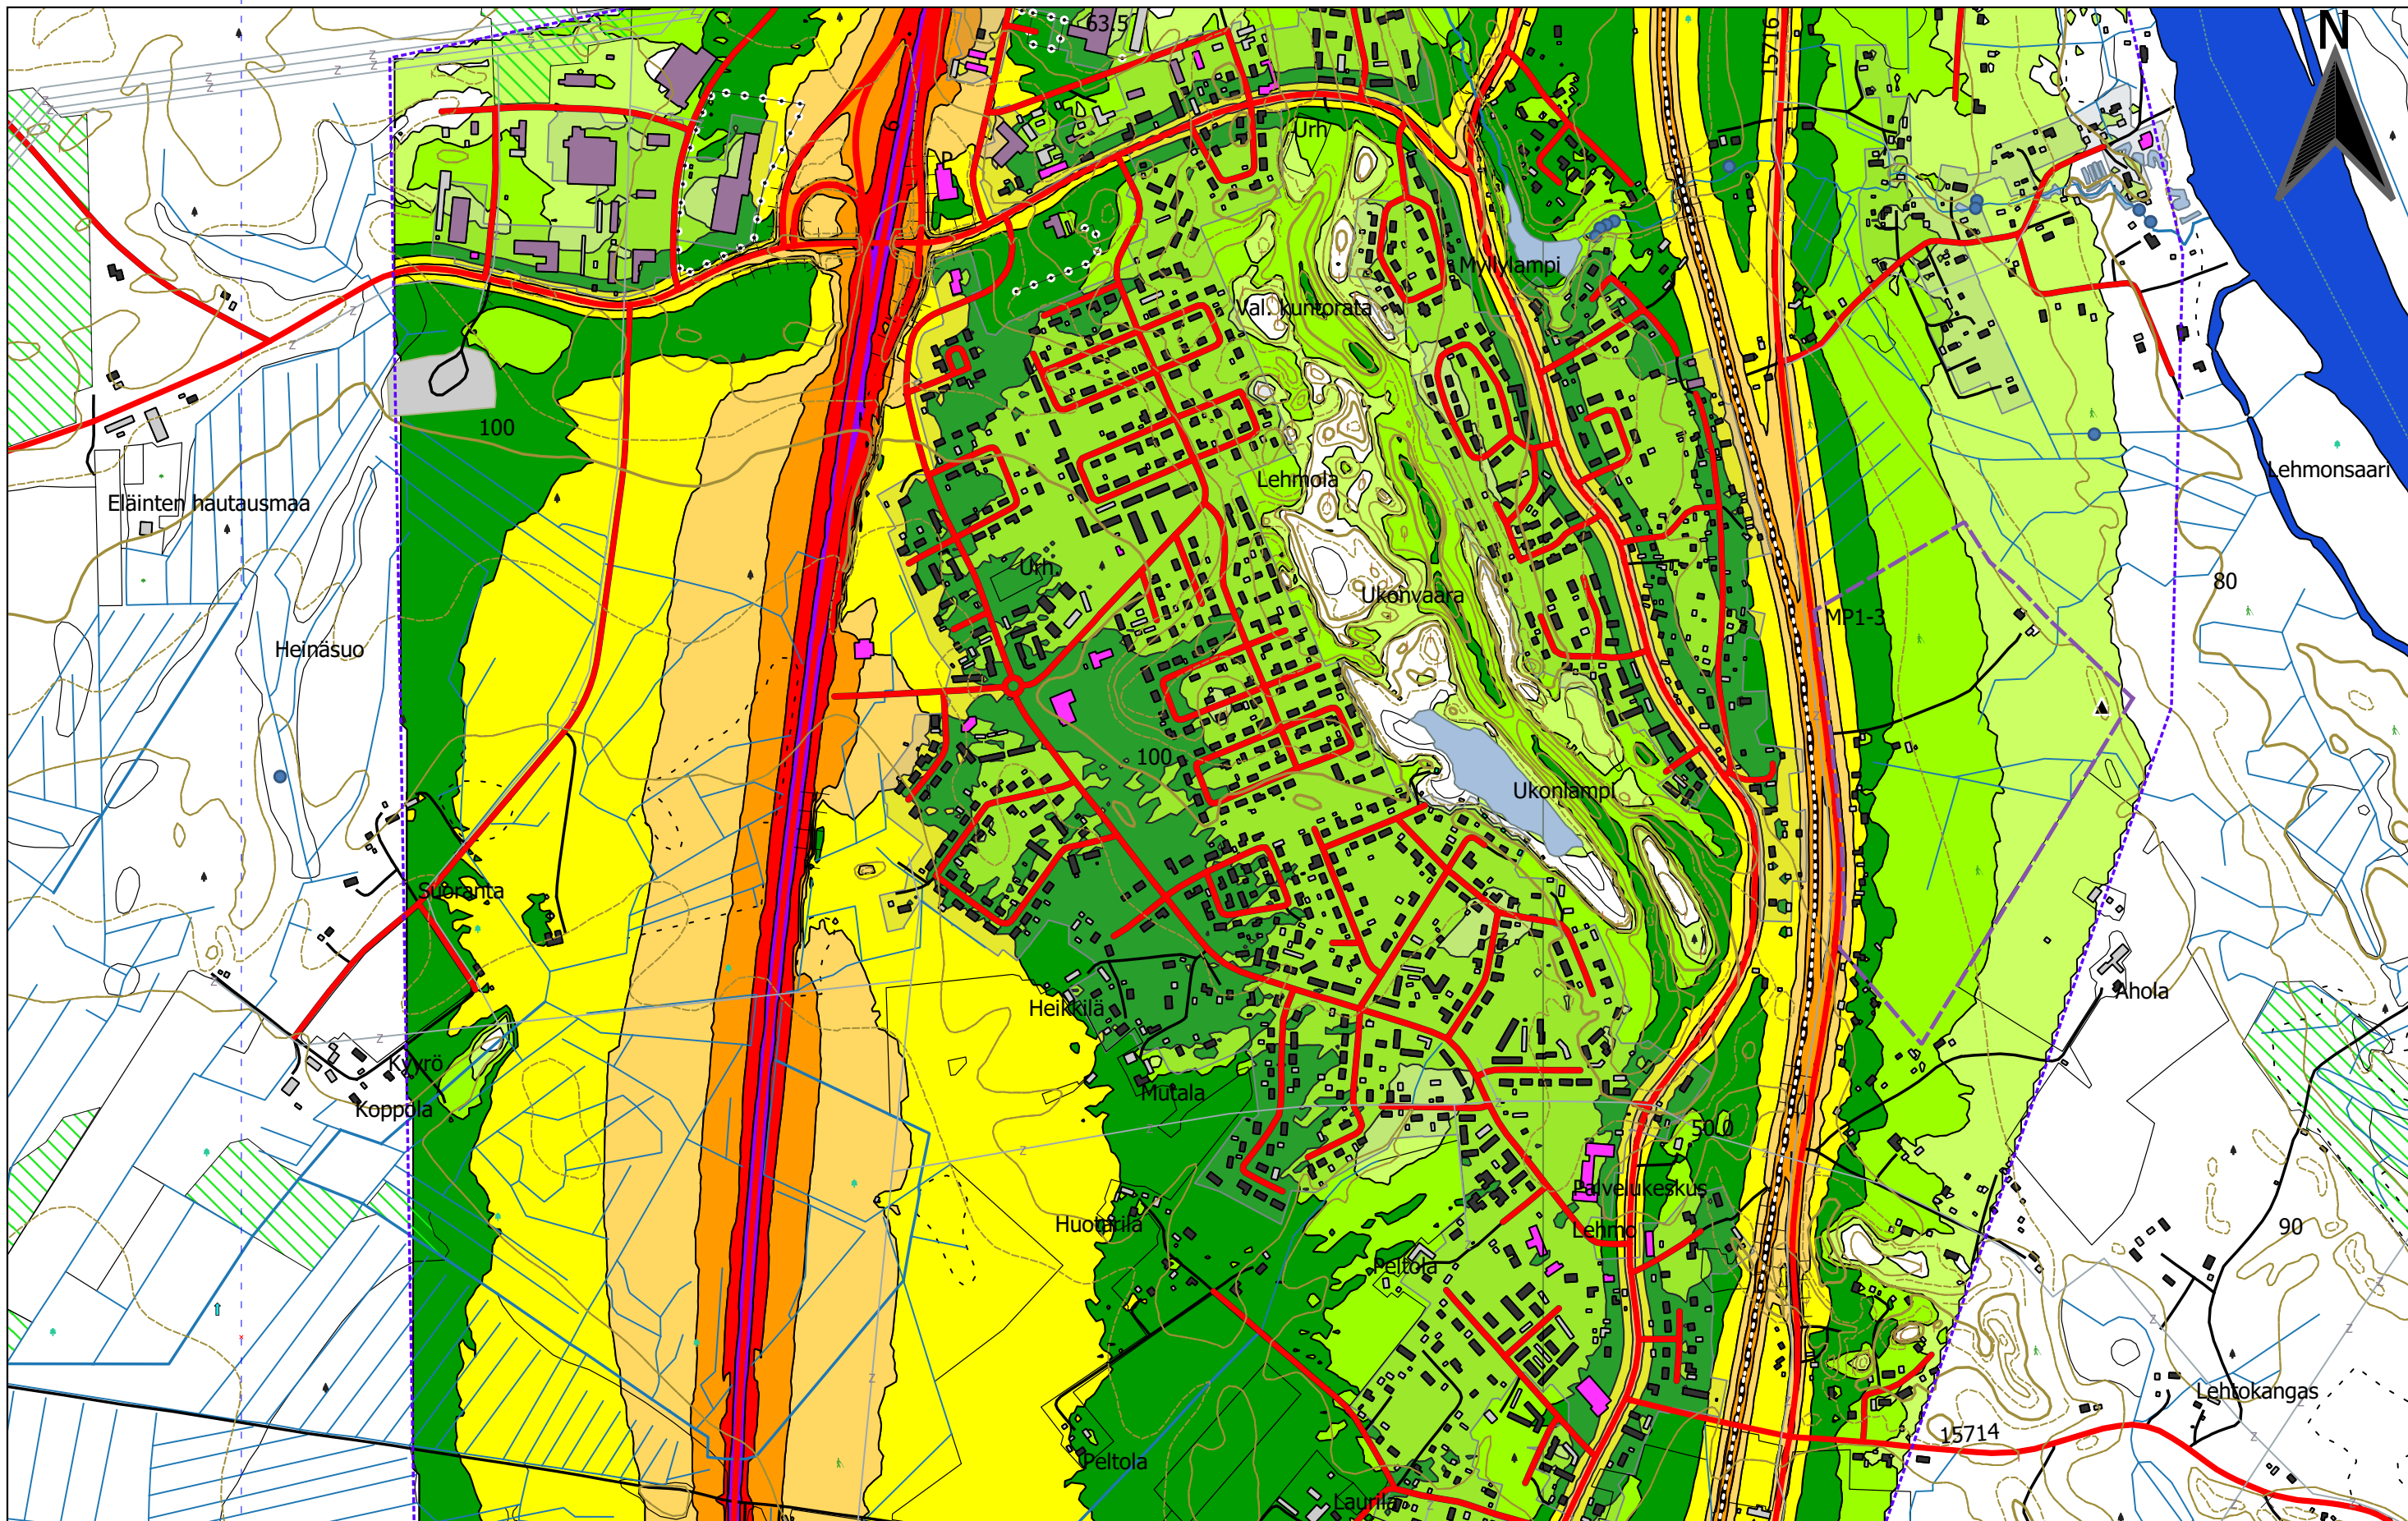 63.5
15716
N
6
P
Urh
Myllylampi
Val. kuntorata
100
Lehmola
Lehmonsaari
Eläinten hautausmaa
Urh
80
Ukonvaara
MP1-3
Heinäsuo
100
Ukonlampi
Suoranta
Ahola
Heikkilä
Kyyrö
Mutala
Koppola
50.0
Palvelukeskus
Huotarila
90
Lehmo
Peltola
Lehtokangas
15714
Peltola
Laurila